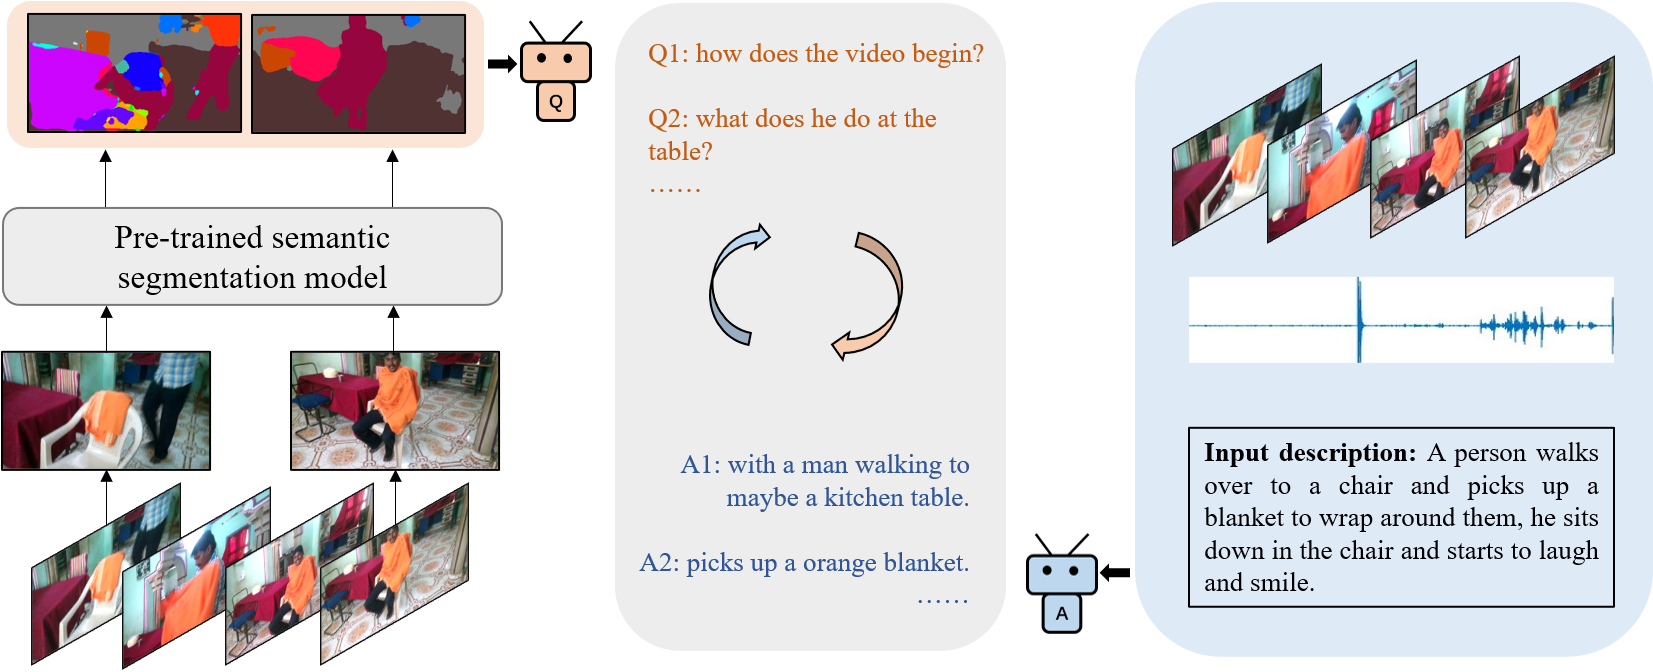 Q
Pre-trained semantic
segmentation model
Q1: how does the video begin?
Q2: what does he do at the
table?
......
A1: with a man walking to
maybe a kitchen table.
A2: picks up a orange blanket.
......
A
Input description: A person walks
over to a chair and picks up a
blanket to wrap around them, he sits
down in the chair and starts to laugh
and smile.